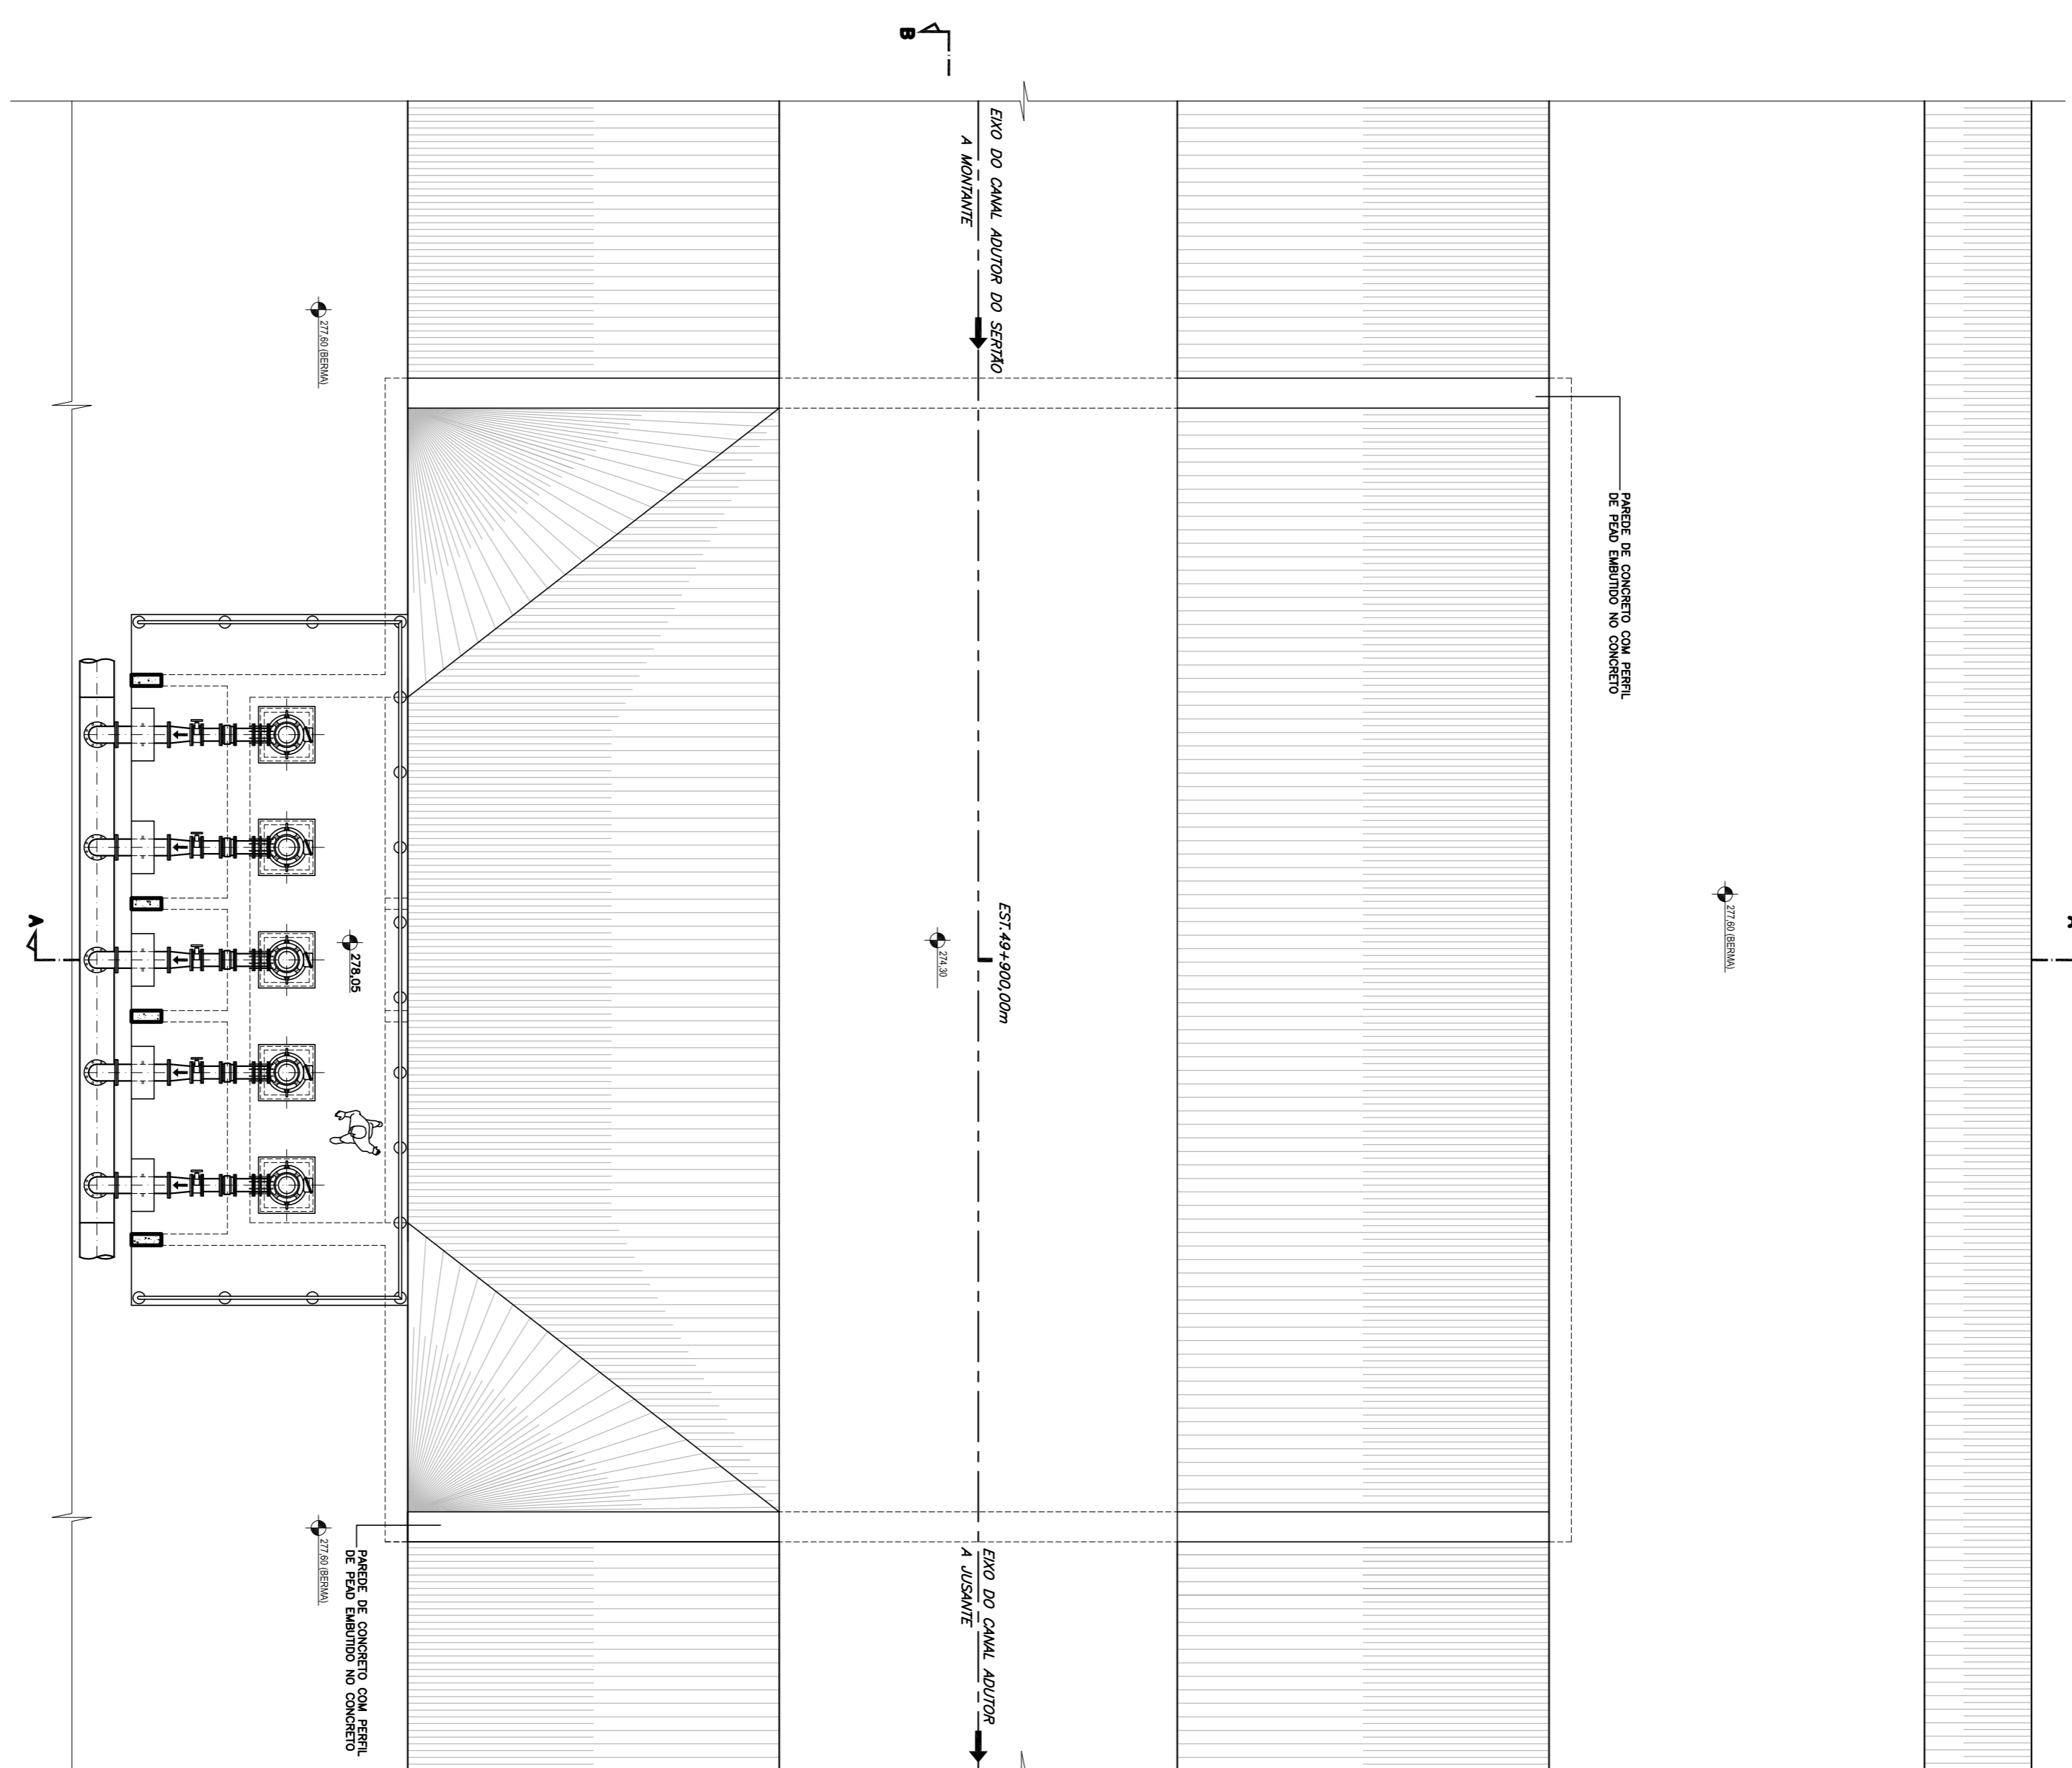 B
EIXO DO CANAL ADUTOR DO SERTÃO
A MONTANTE
277,60 (BERMA)
PAREDE DE CONCRETO COM PERFIL
DE PEAD EMBUTIDO NO CONCRETO
A
278,05
274,30
EST.49+900,00m
277,60 (BERMA)
277,60 (BERMA)
PAREDE DE CONCRETO COM PERFIL
DE PEAD EMBUTIDO NO CONCRETO
EIXO DO CANAL ADUTOR
A JUSANTE